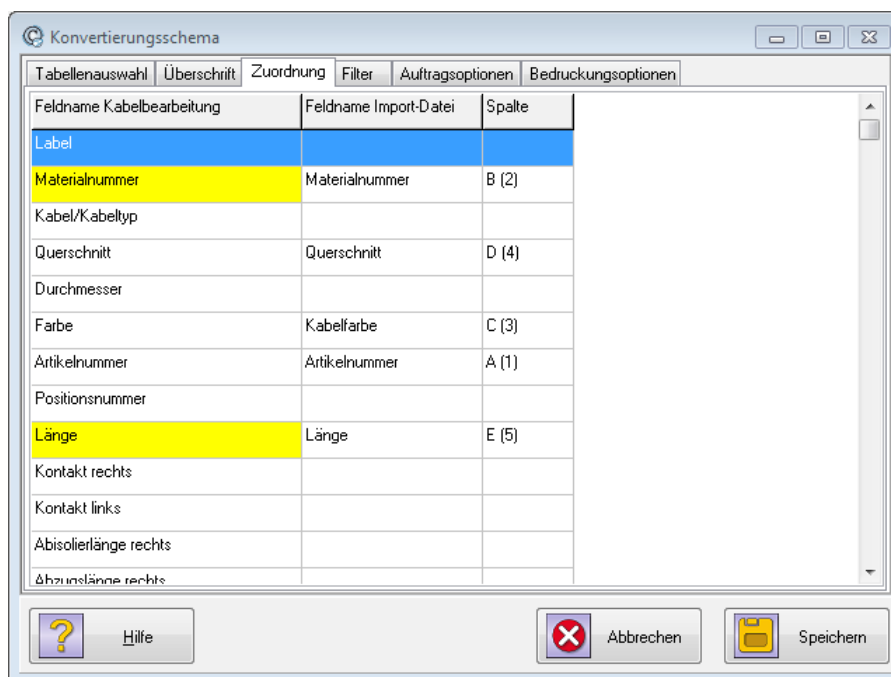 Konvertierungsschema
Tabellenauswahl Überschrift Zuordnung Filter Auftragsoptionen Bedruckungsoptionen
Feldname Kabelbearbeitung Feldname Import-Datei Spalte
Label
Materialnummer Materialnummer B (2)
Kabel/Kabeltyp
Querschnitt Querschnitt D (4)
Durchmesser
Farbe Kabelfarbe C (3)
Artikelnummer Artikelnummer A (1)
Positionsnummer
Länge Länge E (5)
Kontakt rechts
Kontakt links
Abisolierlänge rechts
Abzugslänge rechts
Hilfe Abbrechen Speichern